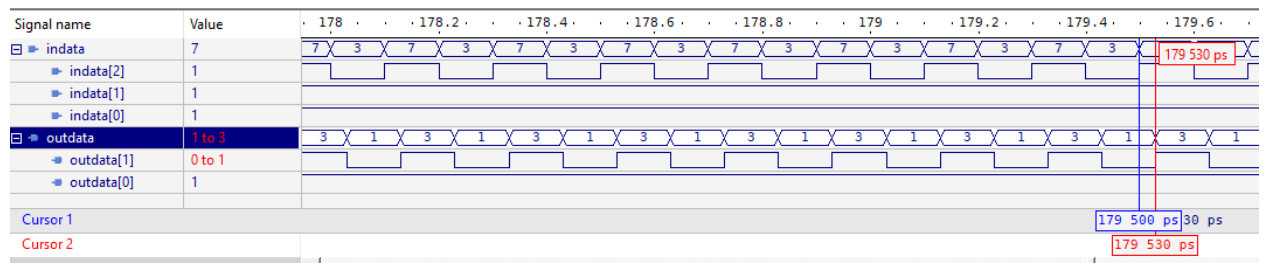 Signal name Value 178 178.2 178.4 178.6 178.8 179 179.2 179.4 179.6
indata 7 7 3 7 3 7 3 7 3 7 3 7 3 7 3 7 3 179 530 ps
indata[2] 1
indata[1] 1
indata[0] 1
outdata 1 to 3 3 1 3 1 3 1 3 1 3 1 3 1 3 1 3 1 3 1
outdata[1] 0 to 1
outdata[0] 1
Cursor 1 179 500 ps 30 ps
Cursor 2 179 530 ps